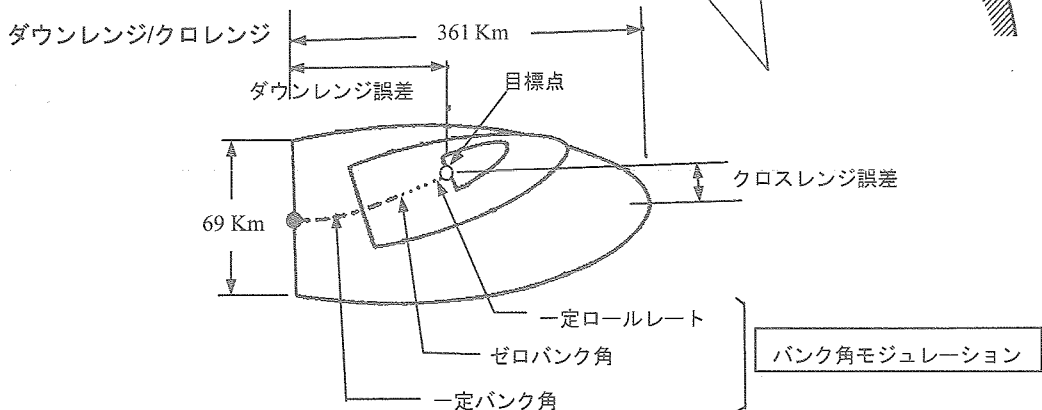 ダウンレンジ/クロレンジ
361 Km
ダウンレンジ誤差
目標点
クロスレンジ誤差
69 Km
一定ロールレート
ゼロバンク角
バンク角モジュレーション
一定バンク角